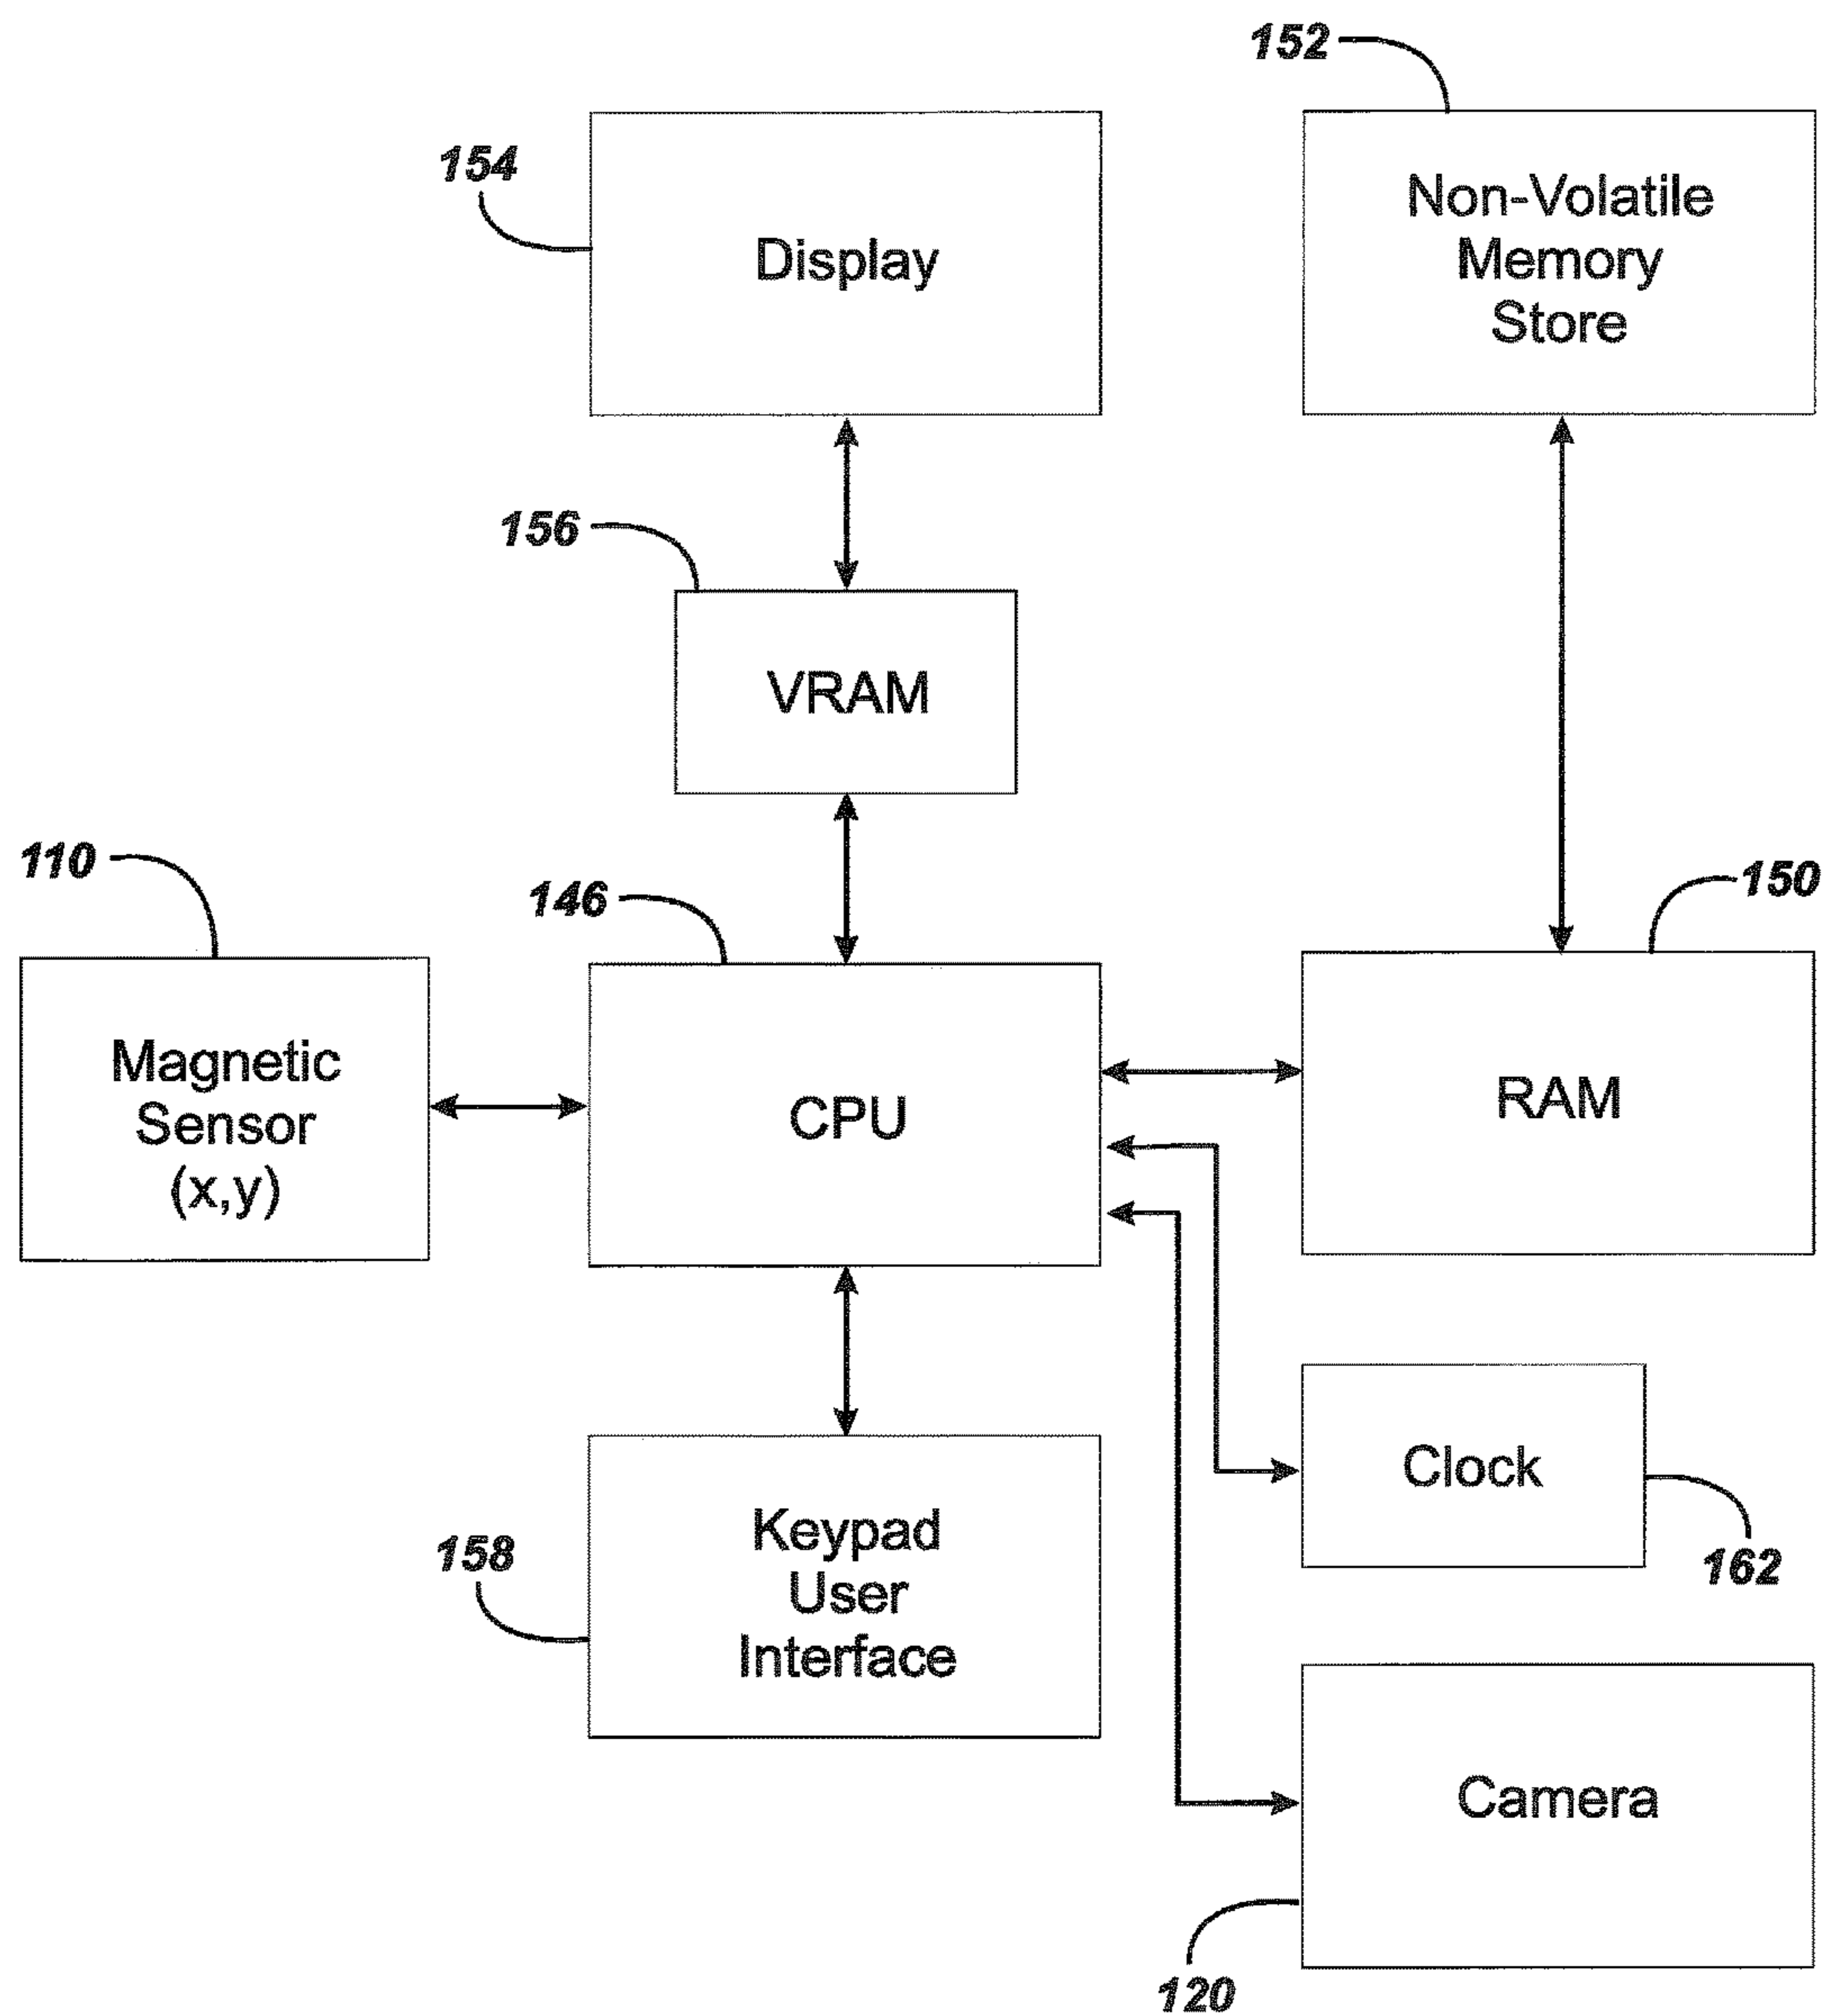 152
154
Display
Non-Volatile
Memory
Store
156
VRAM
110
146
150
Magnetic
Sensor
(x,y)
CPU
RAM
158
Keypad
User
Interface
Clock
162
Camera
120